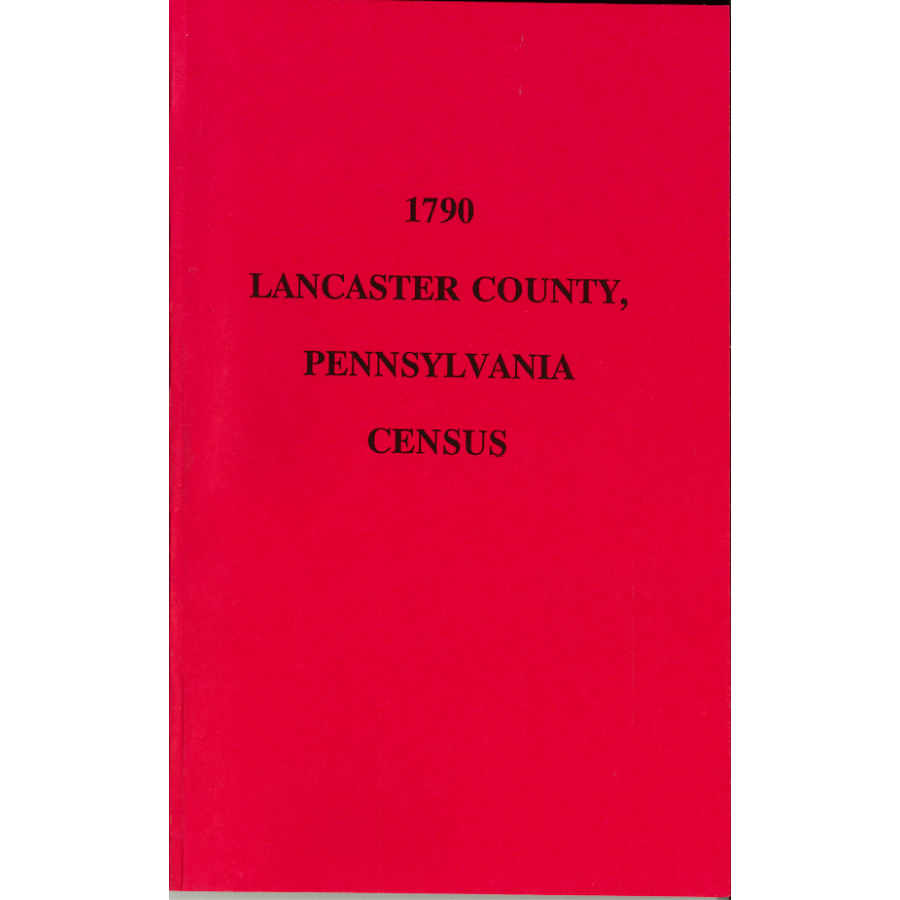 1790
LANCASTER COUNTY,
PENNSYLVANIA
CENSUS